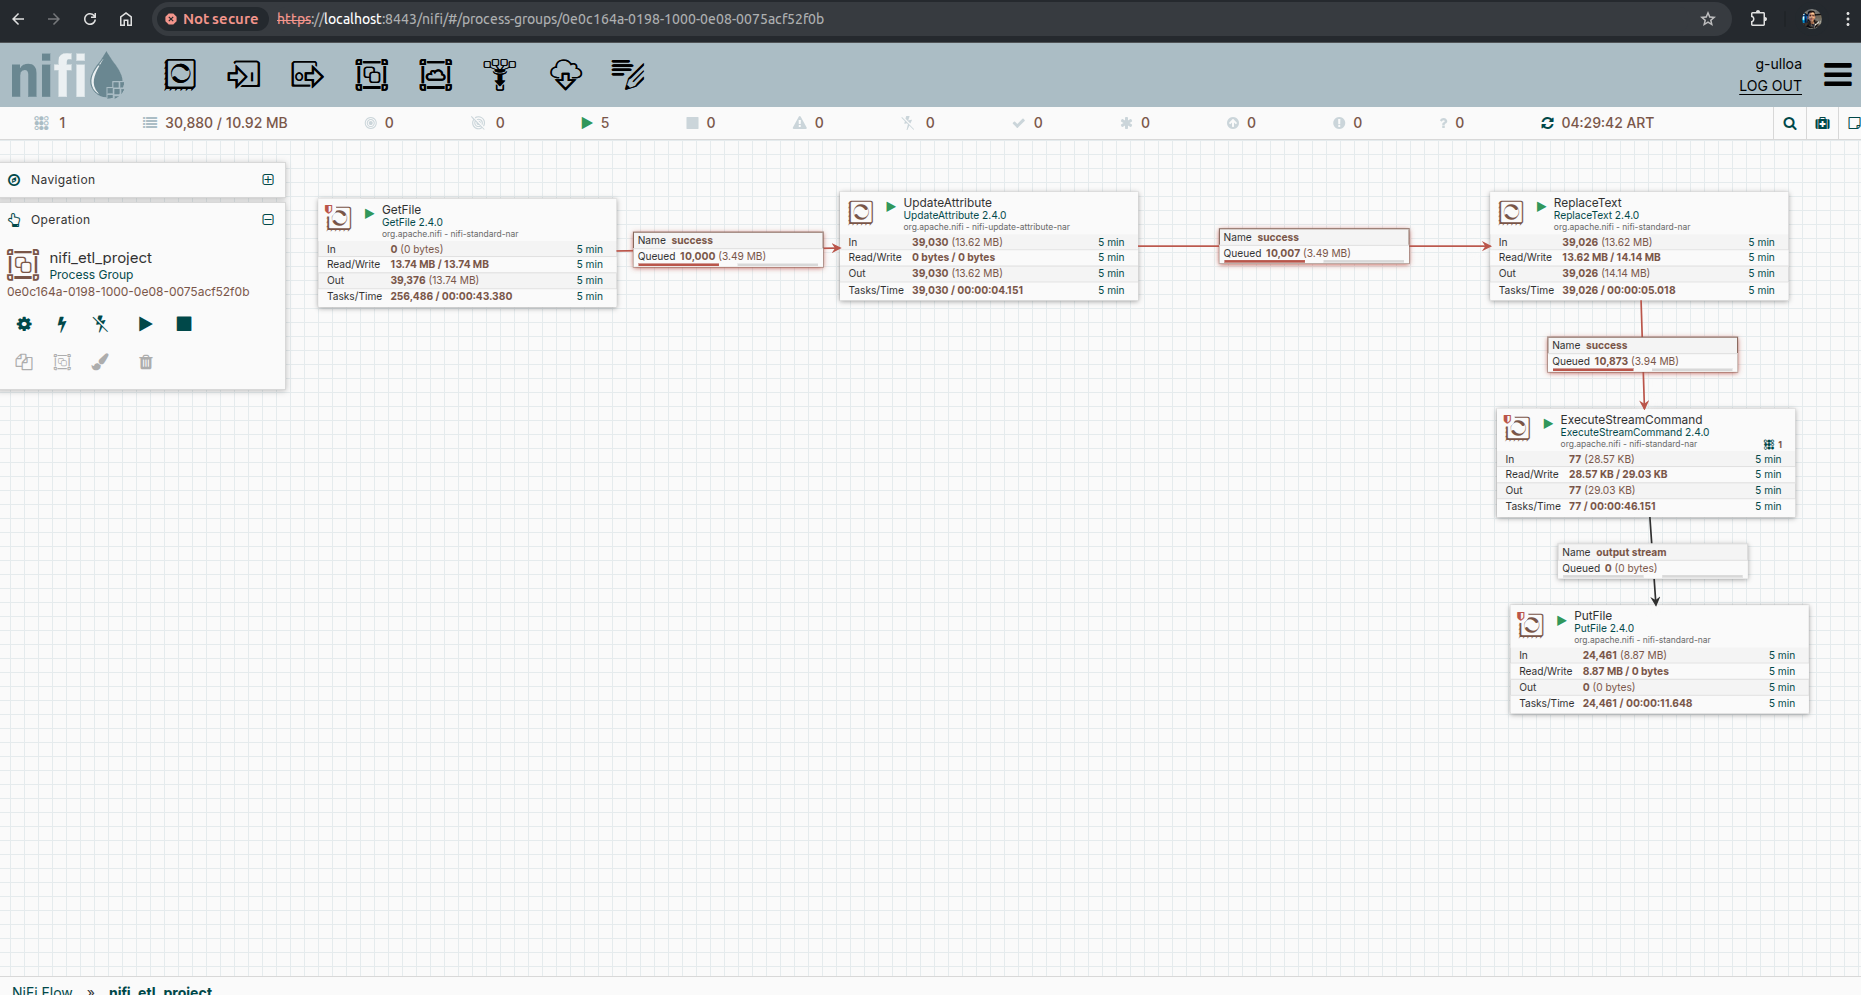 Not secure https://localhost:8443/nifi/#/process-groups/0e0c164a-0198-1000-0e08-0075acf52f0b
nifi
g-ulloa
LOG OUT
1 30,880 / 10.92 MB 0 0 5 0 0 0 0 0 0 0 ? 0 04:29:42 ART
Navigation
Operation
nifi_etl_project
Process Group
0e0c164a-0198-1000-0e08-0075acf52f0b
GetFile
GetFile 2.4.0
org.apache.nifi - nifi-standard-nar
In 0 (0 bytes) 5 min
Read/Write 13.74 MB / 13.74 MB 5 min
Out 39,376 (13.74 MB) 5 min
Tasks/Time 256,486 / 00:00:43.380 5 min
Name success
Queued 10,000 (3.49 MB)
UpdateAttribute
UpdateAttribute 2.4.0
org.apache.nifi - nifi-update-attribute-nar
In 39,030 (13.62 MB) 5 min
Read/Write 0 bytes / 0 bytes 5 min
Out 39,030 (13.62 MB) 5 min
Tasks/Time 39,030 / 00:00:04.151 5 min
Name success
Queued 10,007 (3.49 MB)
ReplaceText
ReplaceText 2.4.0
org.apache.nifi - nifi-standard-nar
In 39,026 (13.62 MB) 5 min
Read/Write 13.62 MB / 14.14 MB 5 min
Out 39,026 (14.14 MB) 5 min
Tasks/Time 39,026 / 00:00:05.018 5 min
Name success
Queued 10,873 (3.94 MB)
ExecuteStreamCommand
ExecuteStreamCommand 2.4.0
org.apache.nifi - nifi-standard-nar
1
In 77 (28.57 KB) 5 min
Read/Write 28.57 KB / 29.03 KB 5 min
Out 77 (29.03 KB) 5 min
Tasks/Time 77 / 00:00:46.151 5 min
Name output stream
Queued 0 (0 bytes)
PutFile
PutFile 2.4.0
org.apache.nifi - nifi-standard-nar
In 24,461 (8.87 MB) 5 min
Read/Write 8.87 MB / 0 bytes 5 min
Out 0 (0 bytes) 5 min
Tasks/Time 24,461 / 00:00:11.648 5 min
NiFi Flow » nifi_etl_project